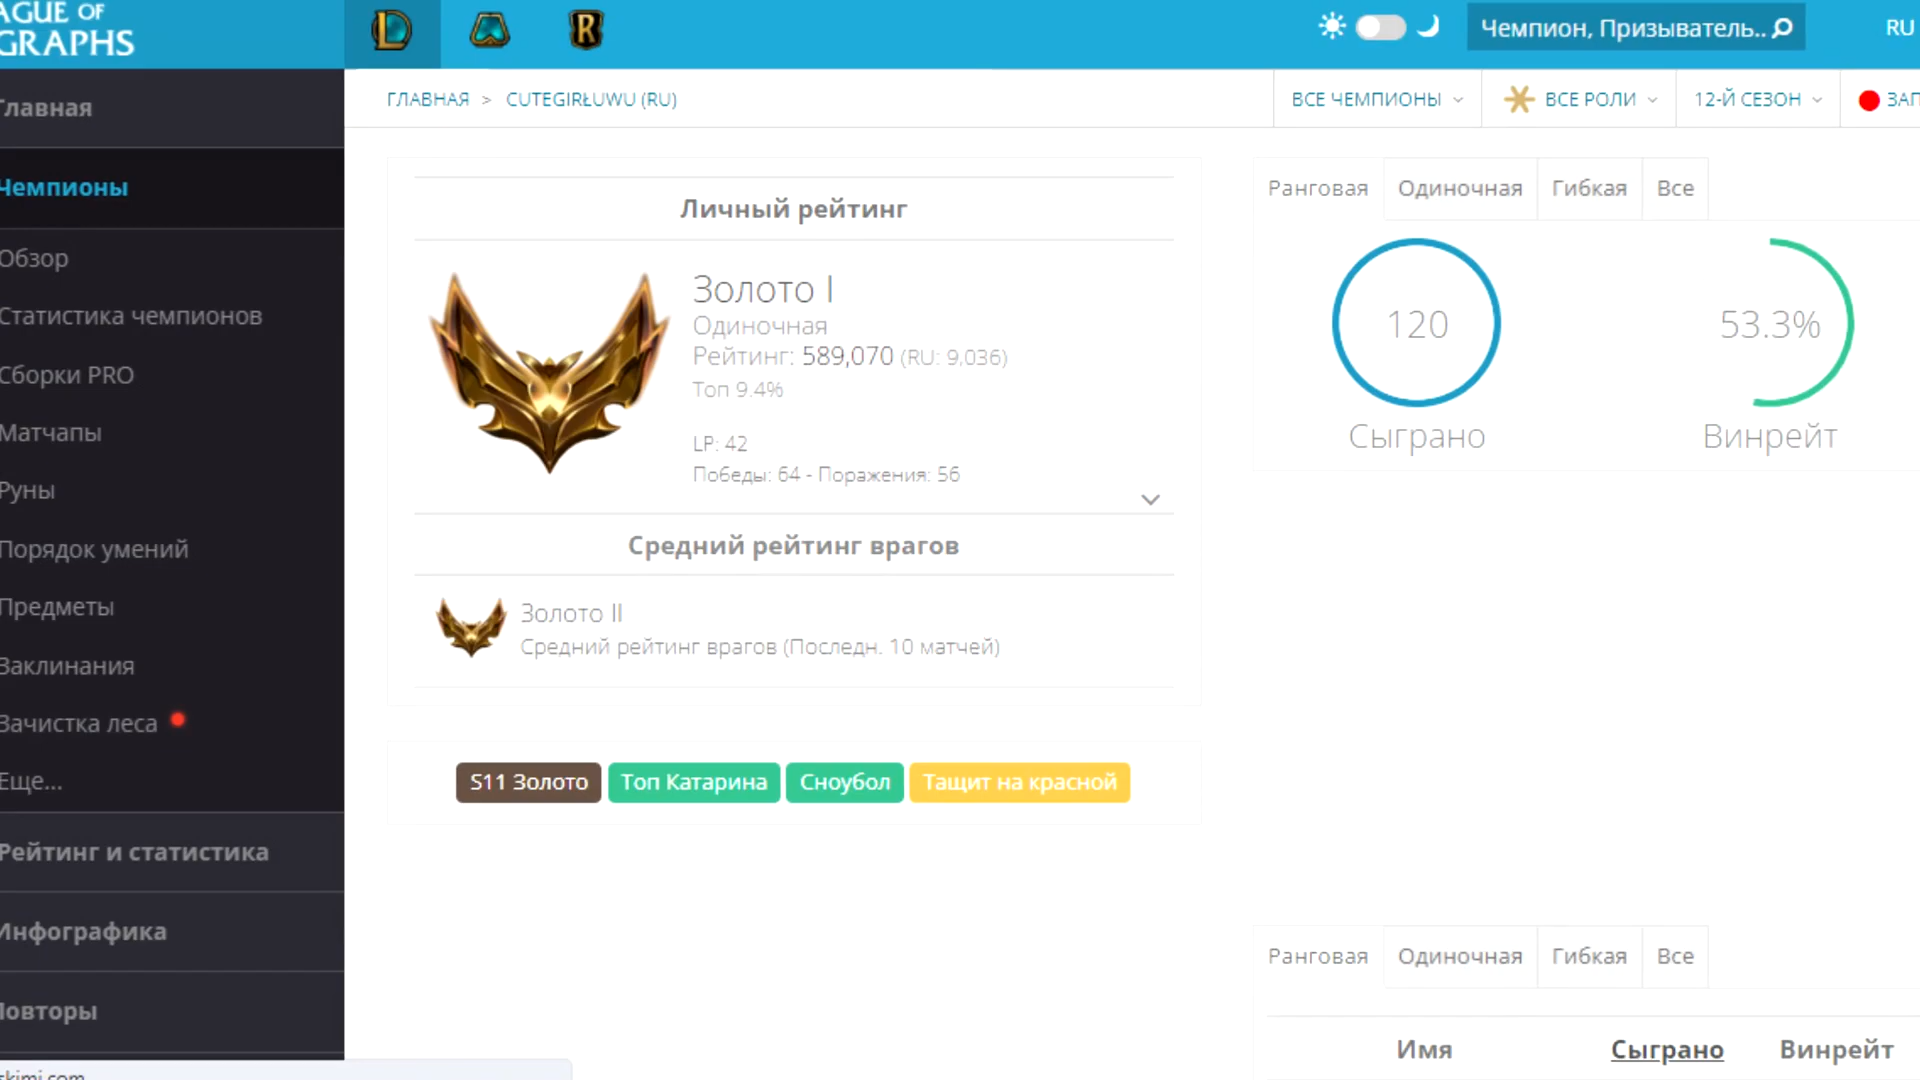 AGUE OF
GRAPHS
Чемпион, Призыватель..
RU
ГЛАВНАЯ > CUTEGIRŁUWU (RU)
ВСЕ ЧЕМПИОНЫ
ВСЕ РОЛИ
12-Й СЕЗОН
ЗАП
Главная
Чемпионы
Обзор
Статистика чемпионов
Сборки PRO
Матчапы
Руны
Порядок умений
Предметы
Заклинания
Зачистка леса
Еще...
Рейтинг и статистика
Инфографика
Повторы
skimi.com
Личный рейтинг
Золото I
Одиночная
Рейтинг: 589,070 (RU: 9,036)
Топ 9.4%
LP: 42
Победы: 64 - Поражения: 56
Средний рейтинг врагов
Золото II
Средний рейтинг врагов (Последн. 10 матчей)
S11 Золото
Топ Катарина
Сноубол
Тащит на красной
Ранговая
Одиночная
Гибкая
Все
120
Сыграно
53.3%
Винрейт
Ранговая
Одиночная
Гибкая
Все
Имя
Сыграно
Винрейт